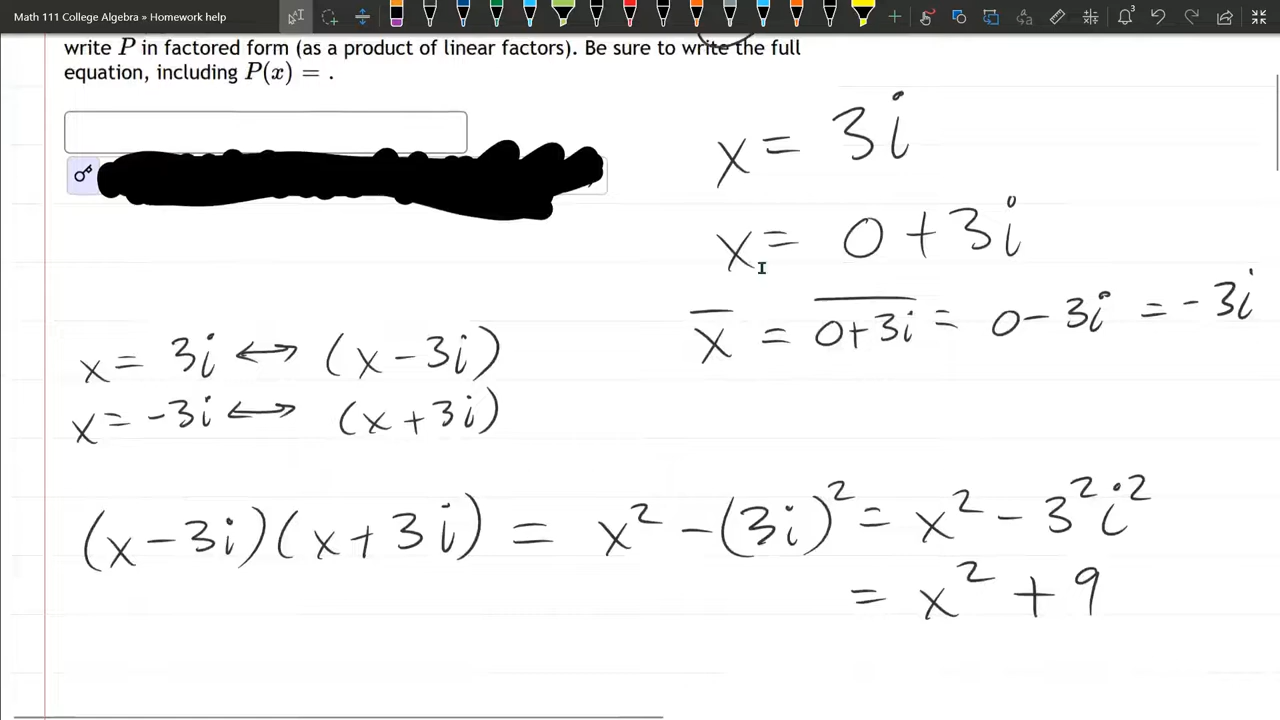 Math 111 College Algebra » Homework help
write P in factored form (as a product of linear factors). Be sure to write the full
equation, including P(x) = .
x = 3i
x = 0 + 3i
x̅ = \overline{0+3i} = 0 - 3i = -3i
x = 3i ↔ (x - 3i)
x = -3i ↔ (x + 3i)
(x - 3i)(x + 3i) = x² - (3i)² = x² - 3²i²
= x² + 9